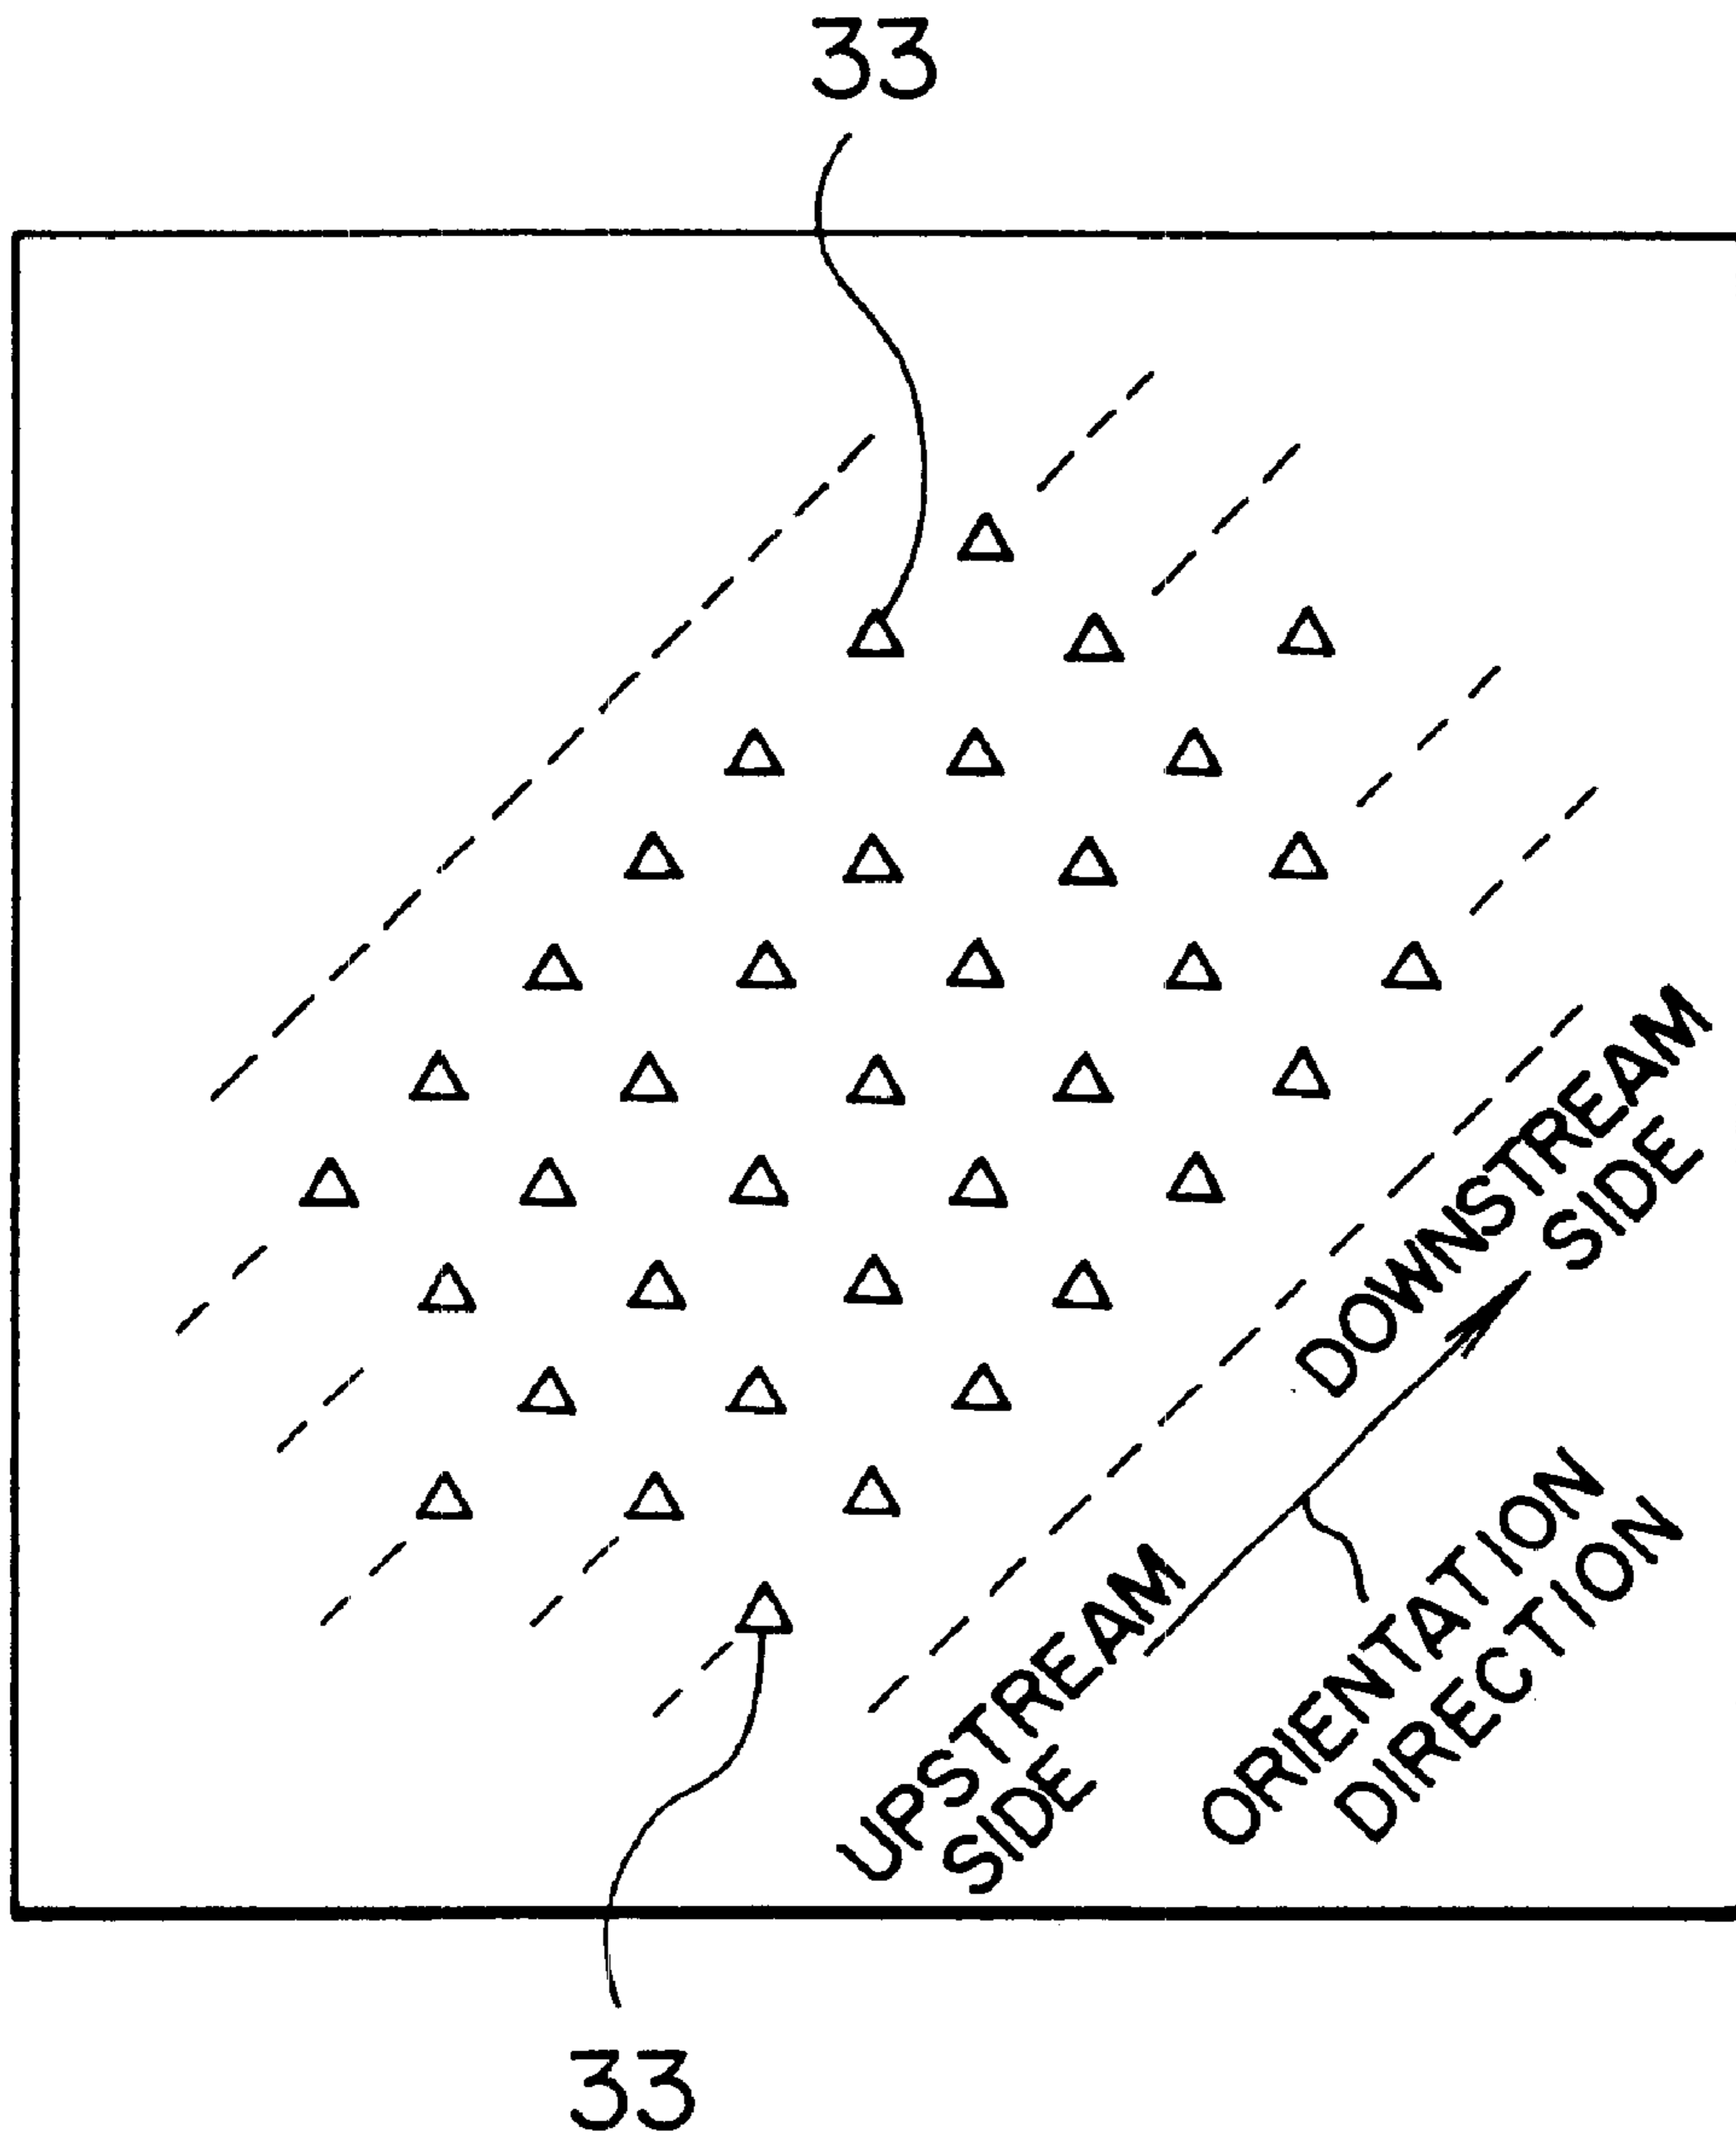 33
DOWNSTREAM
SIDE
UPSTREAM
SIDE
ORIENTATION
DIRECTION
33